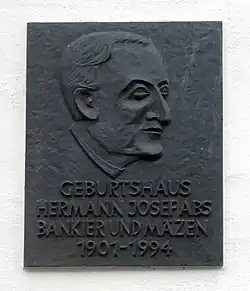 GEBURTSHAUS
HERMANN JOSEF ABS
BANKIER UND MÄZEN
1901-1994